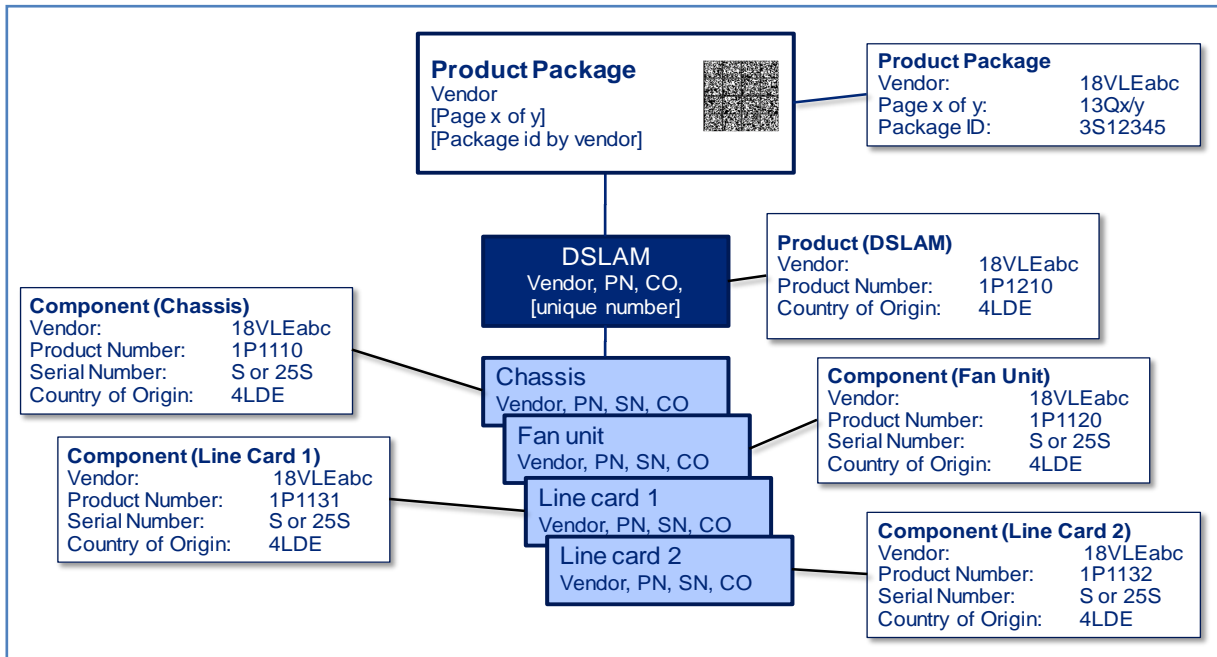 Product Package
Vendor
[Page x of y]
[Package id by vendor]
Product Package
Vendor: 18VLEabc
Page x of y: 13Qx/y
Package ID: 3S12345
DSLAM
Vendor, PN, CO,
[unique number]
Product (DSLAM)
Vendor: 18VLEabc
Product Number: 1P1210
Country of Origin: 4LDE
Component (Chassis)
Vendor: 18VLEabc
Product Number: 1P1110
Serial Number: S or 25S
Country of Origin: 4LDE
Chassis
Vendor, PN, SN, CO
Component (Fan Unit)
Vendor: 18VLEabc
Product Number: 1P1120
Serial Number: S or 25S
Country of Origin: 4LDE
Fan unit
Vendor, PN, SN, CO
Component (Line Card 1)
Vendor: 18VLEabc
Product Number: 1P1131
Serial Number: S or 25S
Country of Origin: 4LDE
Line card 1
Vendor, PN, SN, CO
Line card 2
Vendor, PN, SN, CO
Component (Line Card 2)
Vendor: 18VLEabc
Product Number: 1P1132
Serial Number: S or 25S
Country of Origin: 4LDE